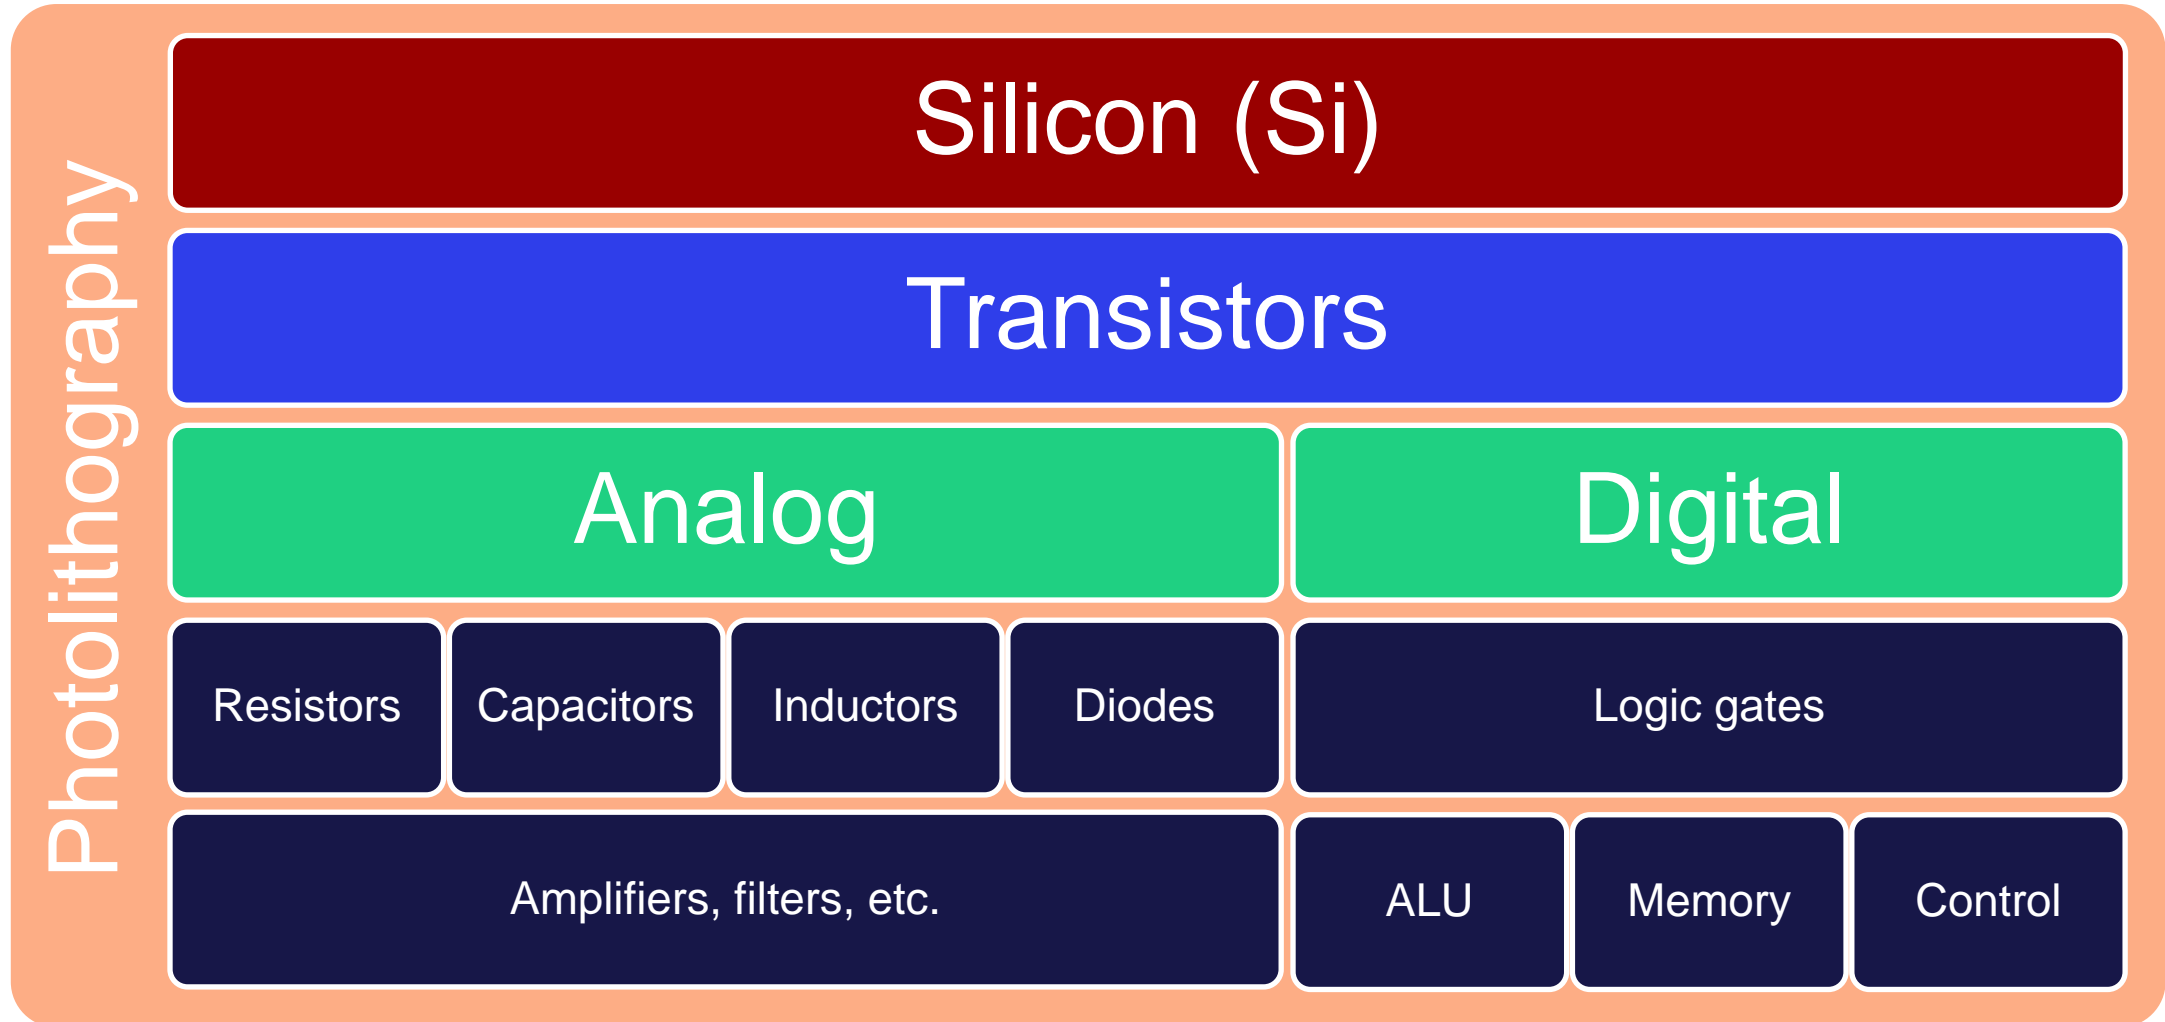 Photolithography
Silicon (Si)
Transistors
Analog
Digital
Resistors
Capacitors
Inductors
Diodes
Logic gates
Amplifiers, filters, etc.
ALU
Memory
Control